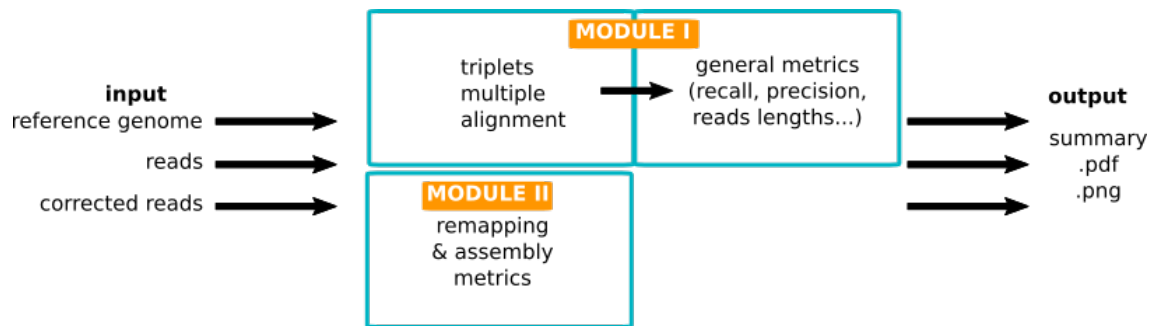 input
reference genome
reads
corrected reads
MODULE I
triplets
multiple
alignment
general metrics
(recall, precision,
reads lengths...)
MODULE II
remapping
& assembly
metrics
output
summary
.pdf
.png